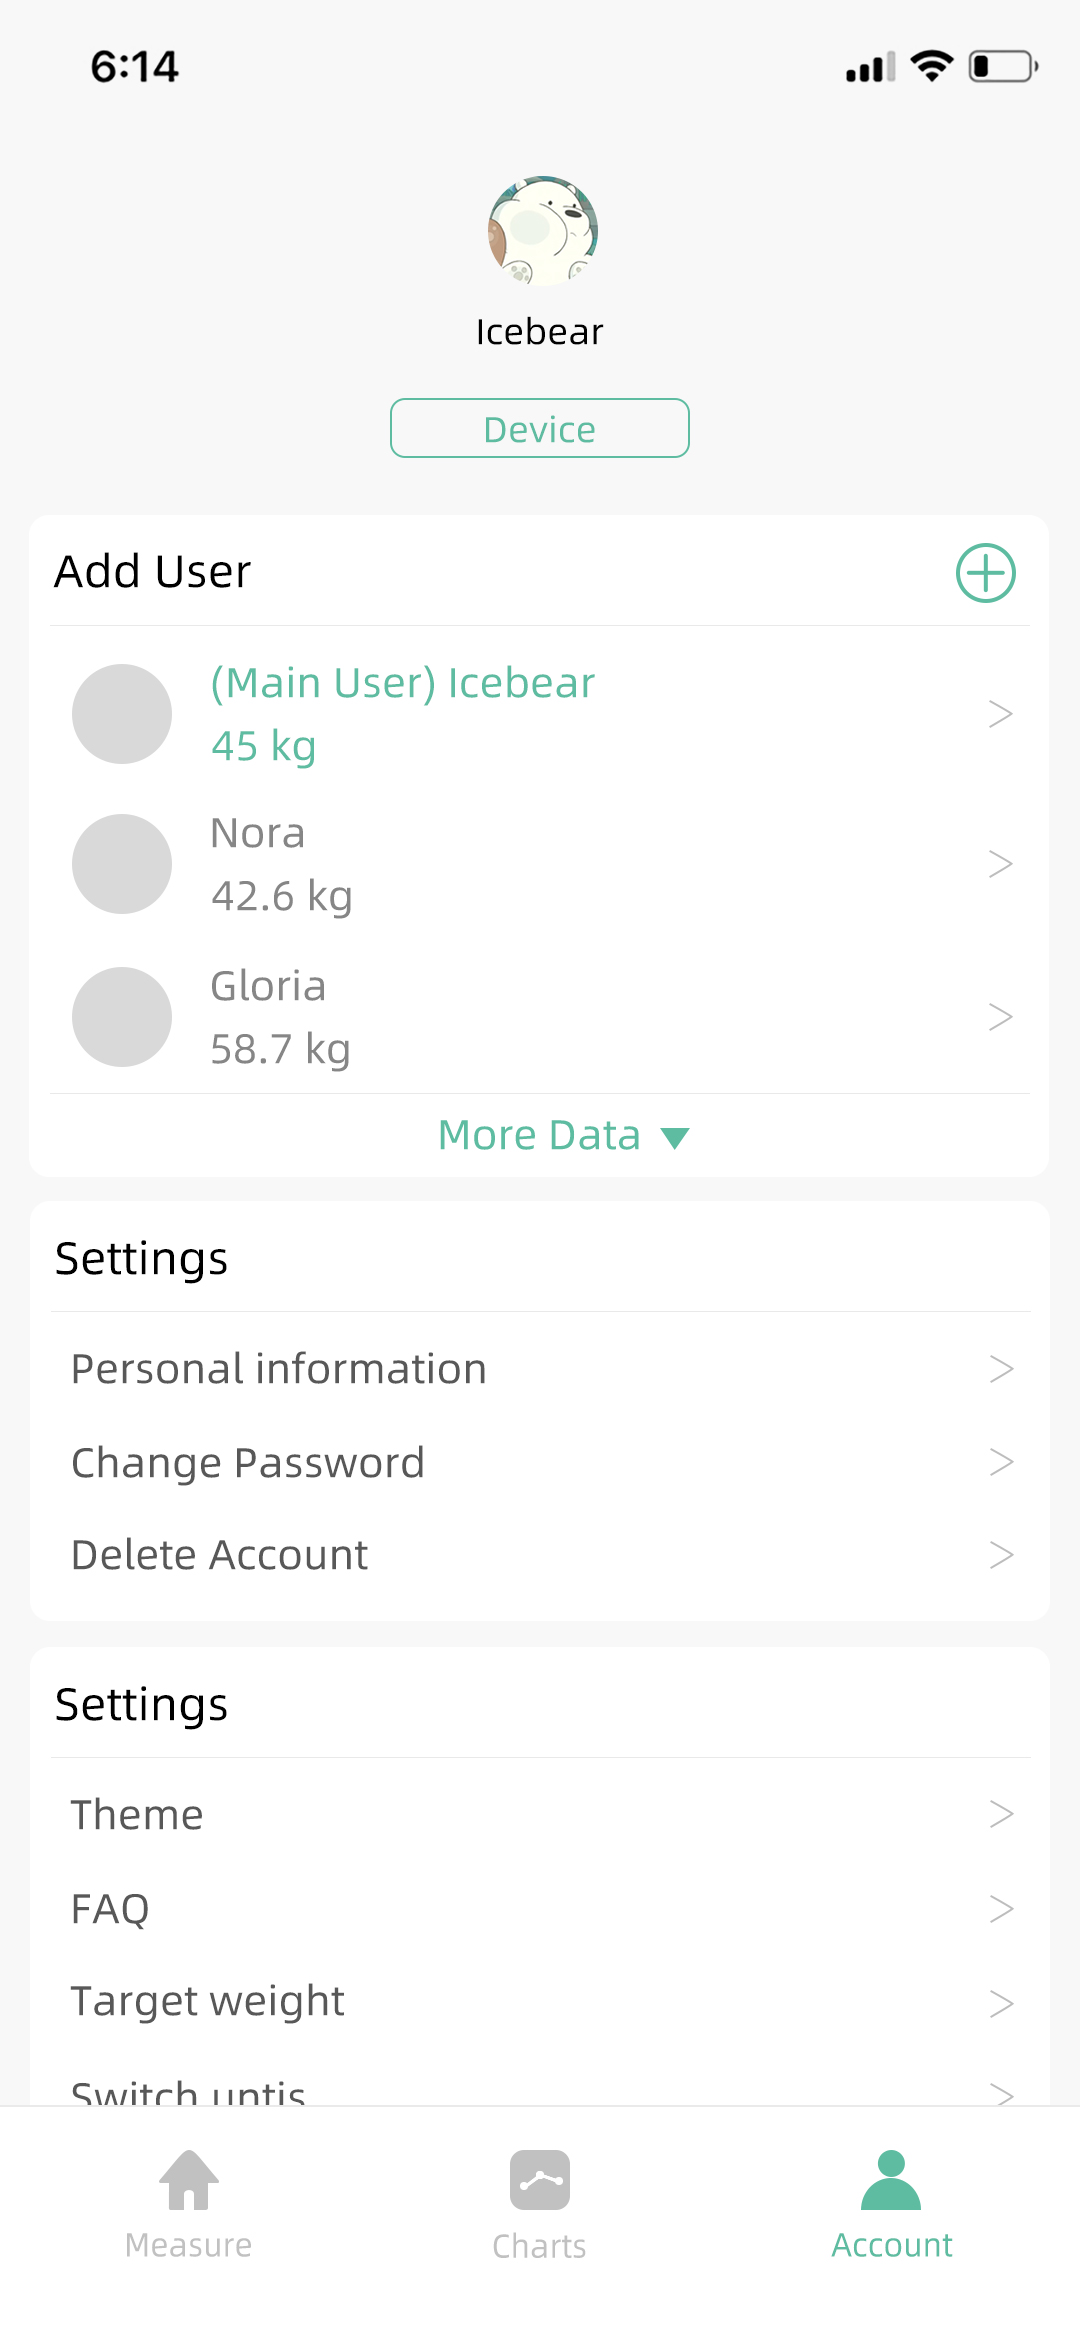 6:14
Icebear
Device
Add User
(Main User) Icebear
45 kg
Nora
42.6 kg
Gloria
58.7 kg
More Data
Settings
Personal information
Change Password
Delete Account
Settings
Theme
FAQ
Target weight
Switch untis
Measure
Charts
Account